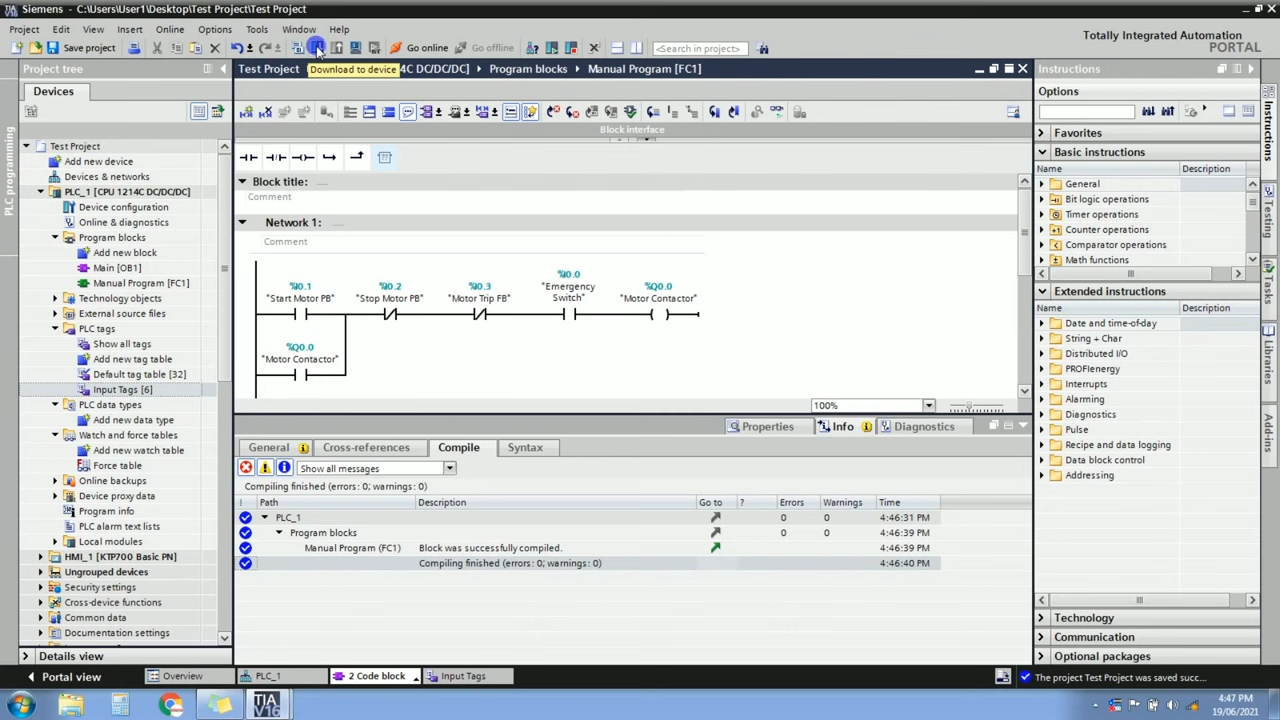 Siemens - C:\Users\User1\Desktop\Test Project\Test Project
Project Edit View Insert Online Options Tools Window Help
Totally Integrated Automation
PORTAL
Save project
Go online
Go offline
<Search in project>
Download to device
Project tree
Test Project
4C DC/DC/DC] Program blocks Manual Program [FC1]
Instructions
Devices
Options
PLC programming
Test Project
Add new device
Devices & networks
PLC_1 [CPU 1214C DC/DC/DC]
Device configuration
Online & diagnostics
Program blocks
Add new block
Main [OB1]
Manual Program [FC1]
Technology objects
External source files
PLC tags
Show all tags
Add new tag table
Default tag table [32]
Input Tags [6]
PLC data types
Add new data type
Watch and force tables
Add new watch table
Force table
Online backups
Device proxy data
Program info
PLC alarm text lists
Local modules
HMI_1 [KTP700 Basic PN]
Ungrouped devices
Security settings
Cross-device functions
Common data
Documentation settings
Details view
Block interface
??
Block title:
Comment
Network 1:
Comment
%I0.1
"Start Motor PB"
%I0.2
"Stop Motor PB"
%I0.3
"Motor Trip FB"
%I0.0
"Emergency
Switch"
%Q0.0
"Motor Contactor"
%Q0.0
"Motor Contactor"
100%
Properties Info Diagnostics
General Cross-references Compile Syntax
Show all messages
Compiling finished (errors: 0; warnings: 0)
! Path Description Go to ? Errors Warnings Time
PLC_1 0 0 4:46:31 PM
Program blocks 0 0 4:46:39 PM
Manual Program (FC1) Block was successfully compiled. 4:46:39 PM
Compiling finished (errors: 0; warnings: 0) 4:46:40 PM
Favorites
Basic instructions
Name Description
General
Bit logic operations
Timer operations
Counter operations
Comparator operations
Math functions
Extended instructions
Name Description
Date and time-of-day
String + Char
Distributed I/O
PROFIenergy
Interrupts
Alarming
Diagnostics
Pulse
Recipe and data logging
Data block control
Addressing
Technology
Communication
Optional packages
Instructions
Testing
Tasks
Libraries
Add-ins
Portal view
Overview
PLC_1
2 Code block
Input Tags
The project Test Project was saved succ...
TIA
V16
4:47 PM
19/06/2021